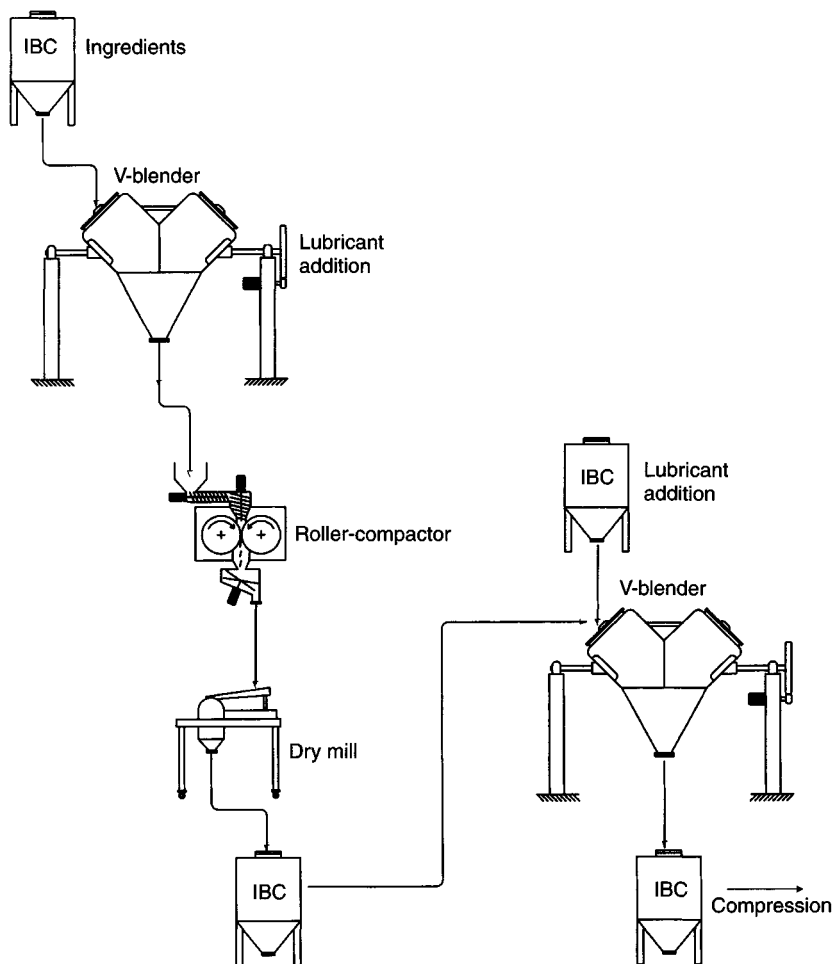 IBC
Ingredients
V-blender
Lubricant
addition
Roller-compactor
Dry mill
IBC
IBC
Lubricant
addition
V-blender
IBC
Compression